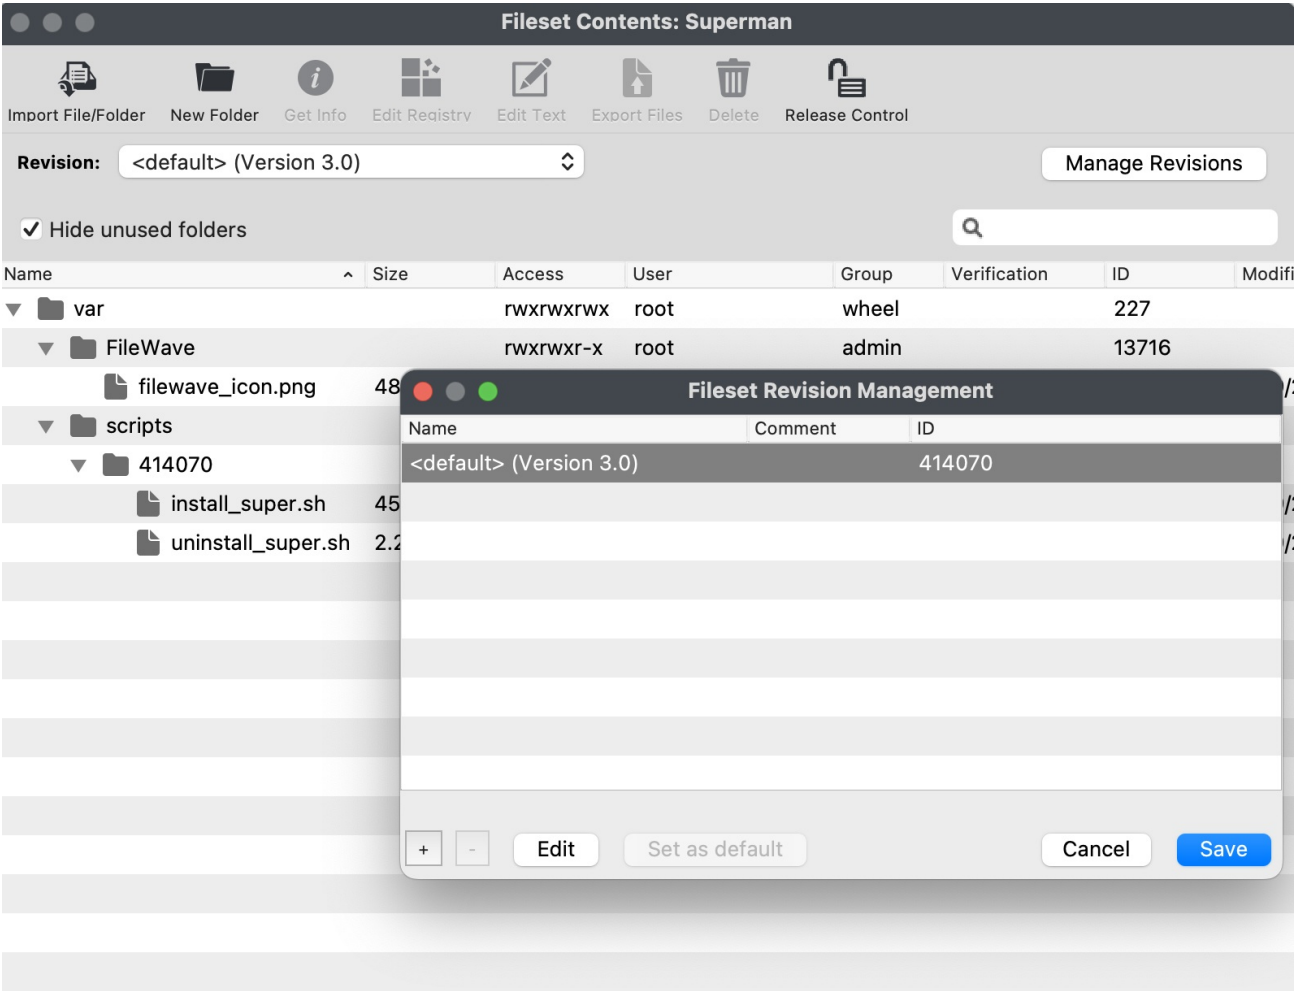 Fileset Contents: Superman
Import File/Folder New Folder Get Info Edit Registry Edit Text Export Files Delete Release Control
Revision: <default> (Version 3.0) Manage Revisions
Hide unused folders
Name Size Access User Group Verification ID Modifi
var rwxrwxrwx root wheel 227
FileWave rwxrwxr-x root admin 13716
filewave_icon.png 48
Fileset Revision Management
scripts
Name Comment ID
414070
<default> (Version 3.0) 414070
install_super.sh 45
uninstall_super.sh 2.2
+ - Edit Set as default Cancel Save